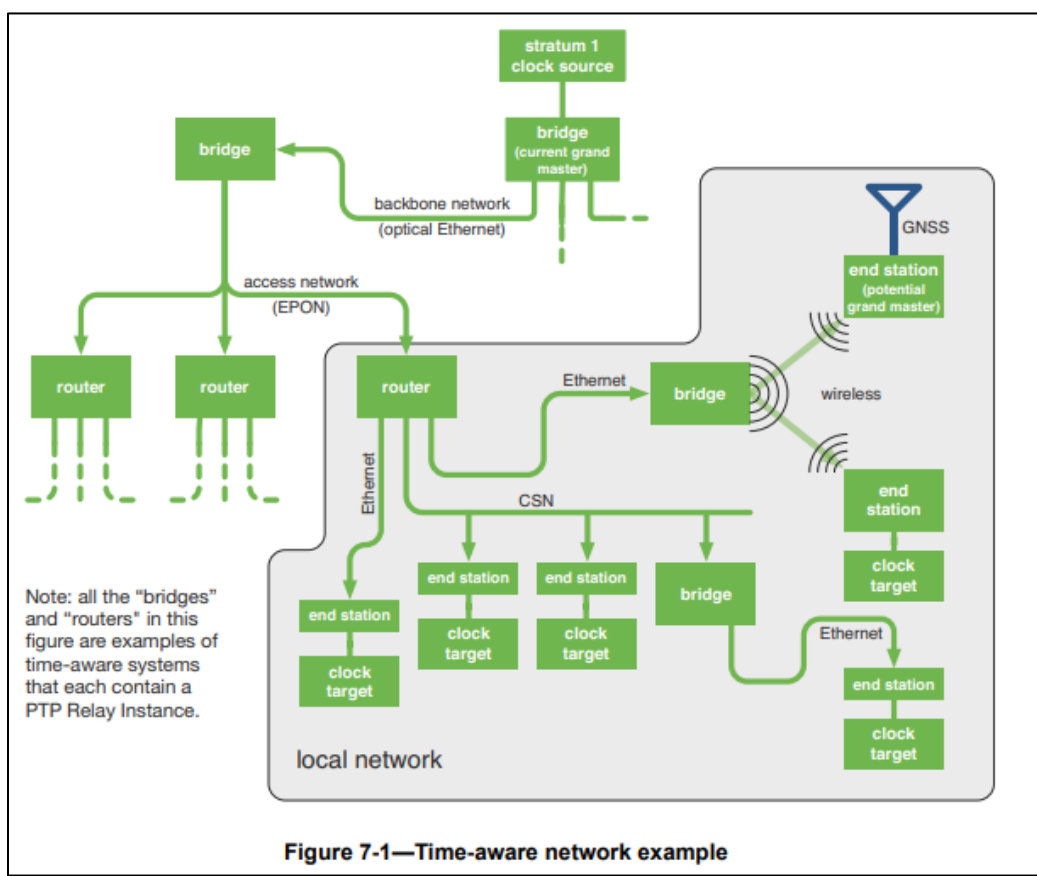 stratum 1
clock source
bridge
bridge
(current grand
master)
backbone network
(optical Ethernet)
GNSS
end station
(potential
grand master)
access network
(EPON)
router
router
router
Ethernet
bridge
wireless
Ethernet
CSN
end
station
clock
target
end station
clock
target
end station
clock
target
end station
clock
target
bridge
Ethernet
end station
clock
target
Note: all the “bridges”
and “routers" in this
figure are examples of
time-aware systems
that each contain a
PTP Relay Instance.
local network
Figure 7-1—Time-aware network example